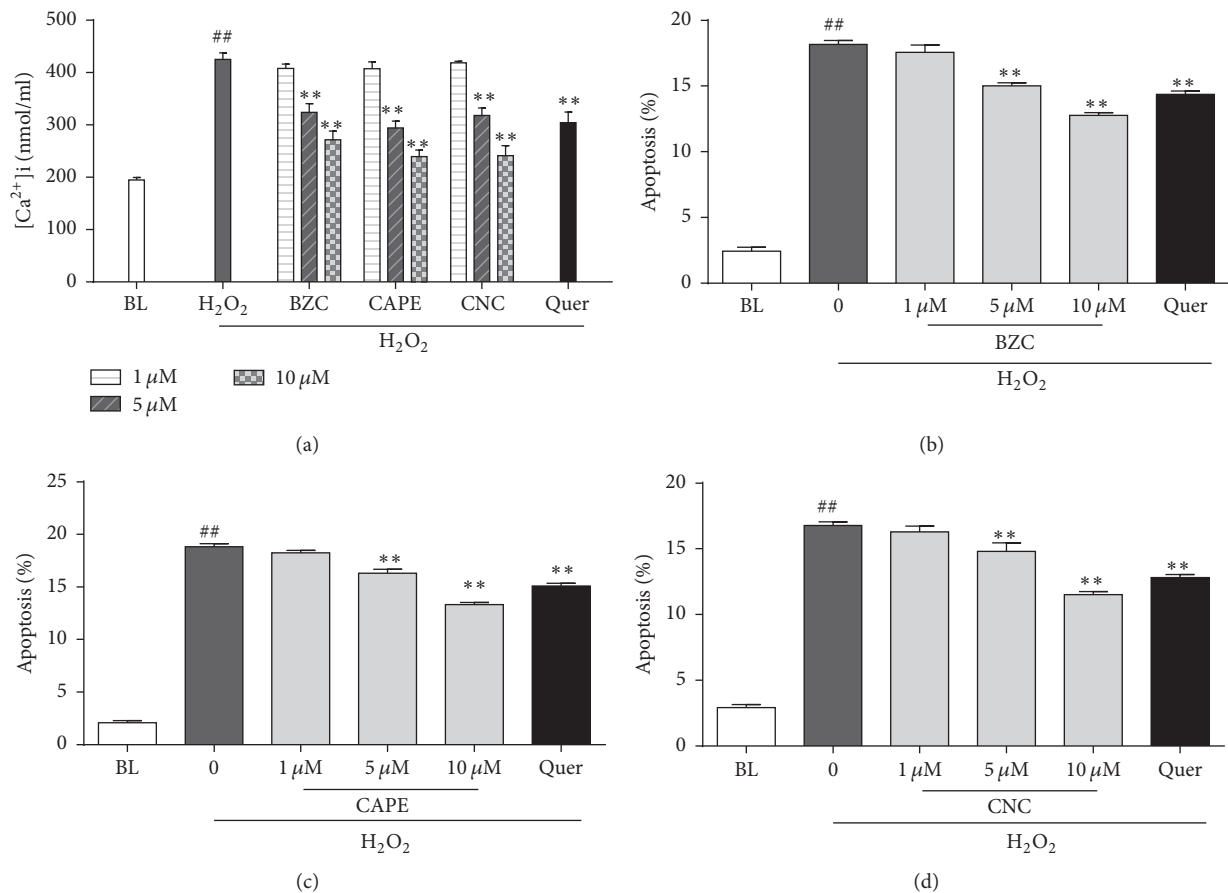 500
400
300
200
100
0
[Ca²⁺]i (nmol/ml)
##
** ** ** ** ** ** **
BL H₂O₂ BZC CAPE CNC Quer
H₂O₂
1 μM 10 μM
5 μM
(a)
20
15
10
5
0
Apoptosis (%)
##
** ** **
BL 0 1 μM 5 μM 10 μM Quer
BZC
H₂O₂
(b)
25
20
15
10
5
0
Apoptosis (%)
##
** ** **
BL 0 1 μM 5 μM 10 μM Quer
CAPE
H₂O₂
(c)
20
15
10
5
0
Apoptosis (%)
##
** ** **
BL 0 1 μM 5 μM 10 μM Quer
CNC
H₂O₂
(d)